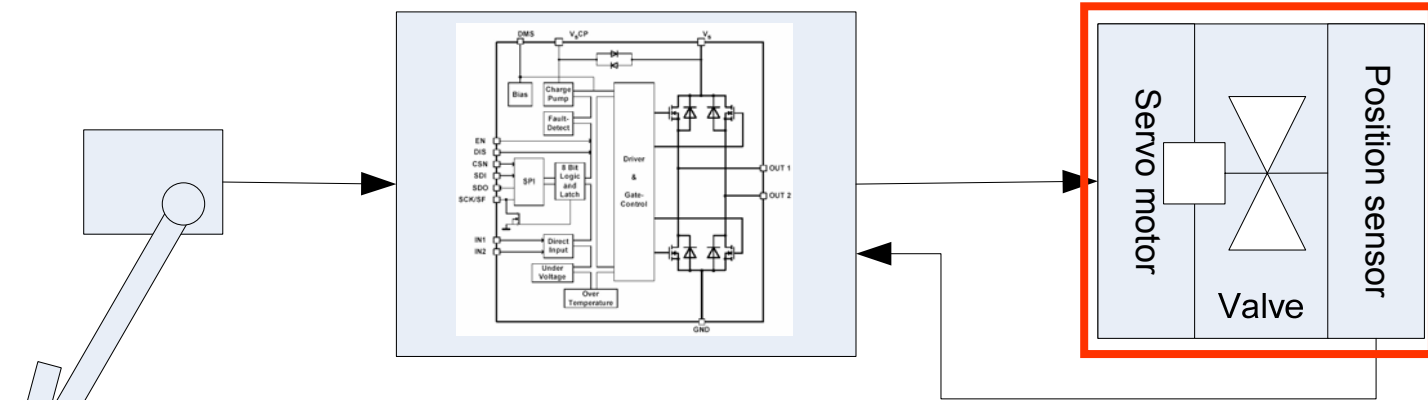 DMS
VsCP
Vs
Bias
Charge
Pump
Fault-
Detect
EN
DIS
CSN
SDI
SDO
SCK/SF
SPI
8 Bit
Logic
and
Latch
Driver
&
Gate-
Control
OUT 1
OUT 2
IN1
IN2
Direct
Input
Under
Voltage
Over
Temperature
GND
Servo motor
Valve
Position sensor